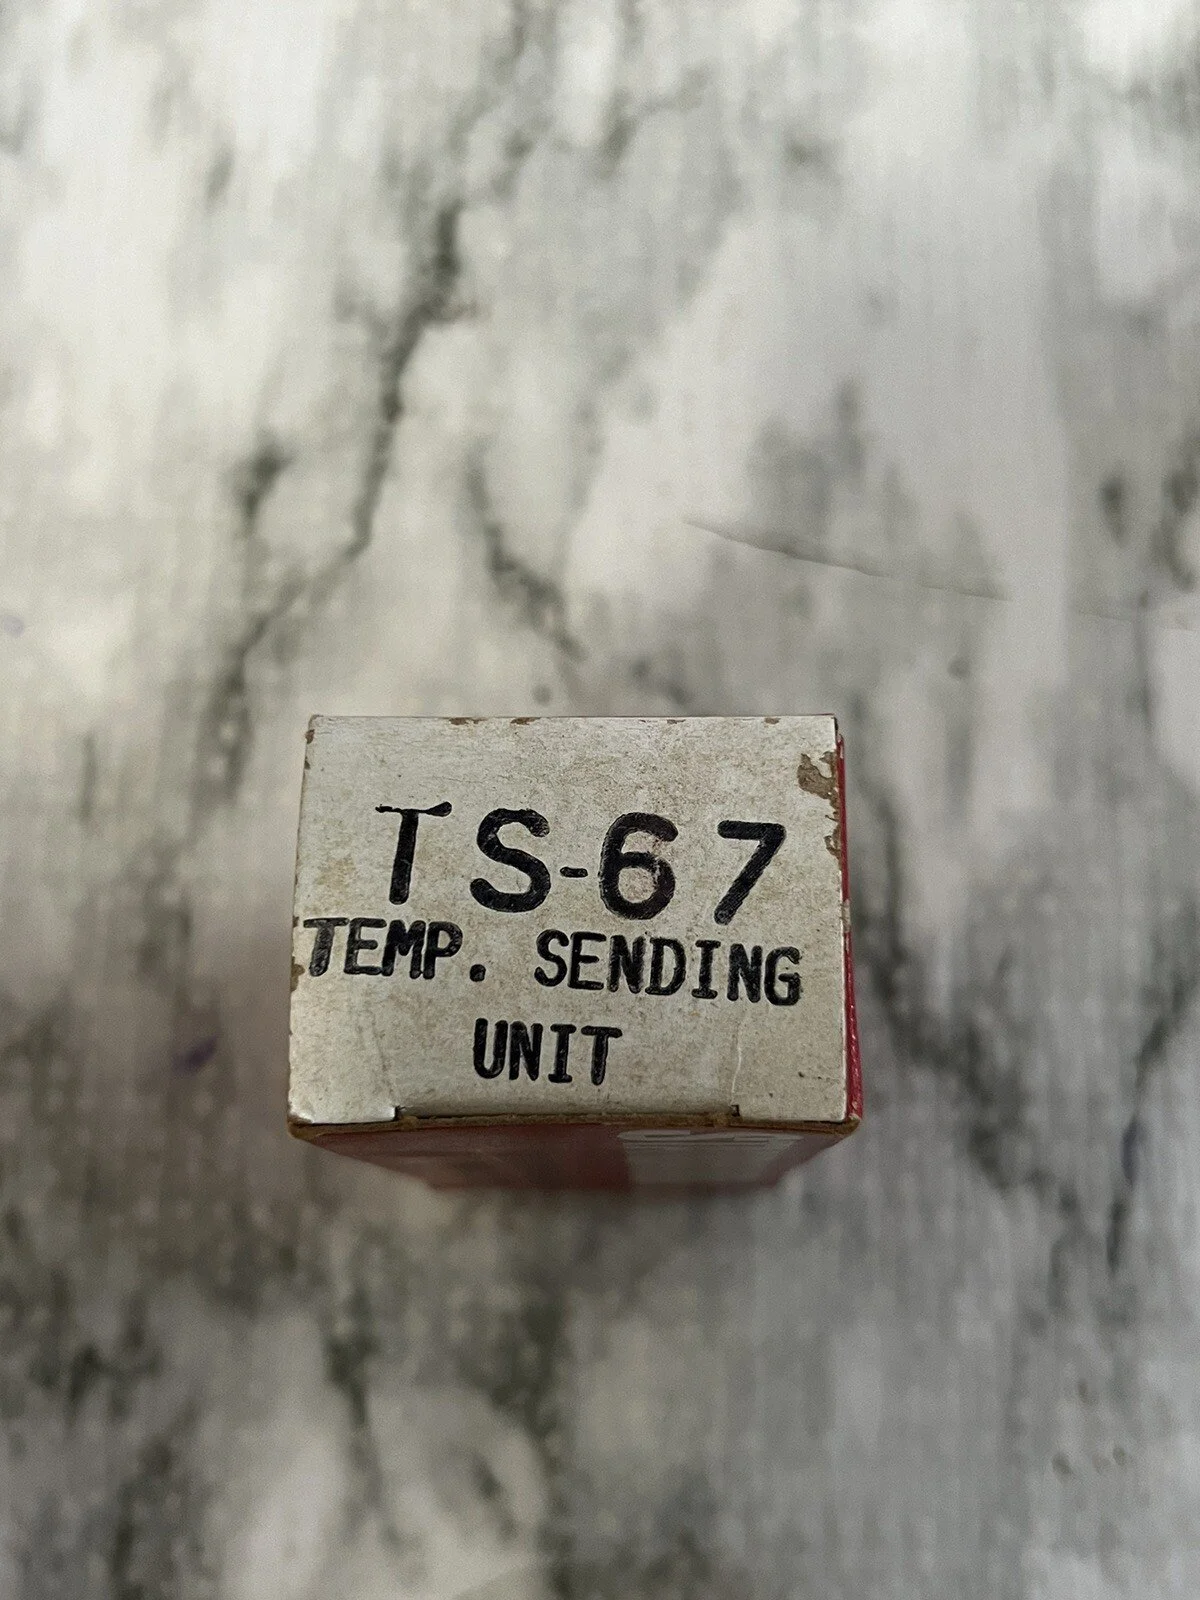 TS-67
TEMP. SENDING
UNIT